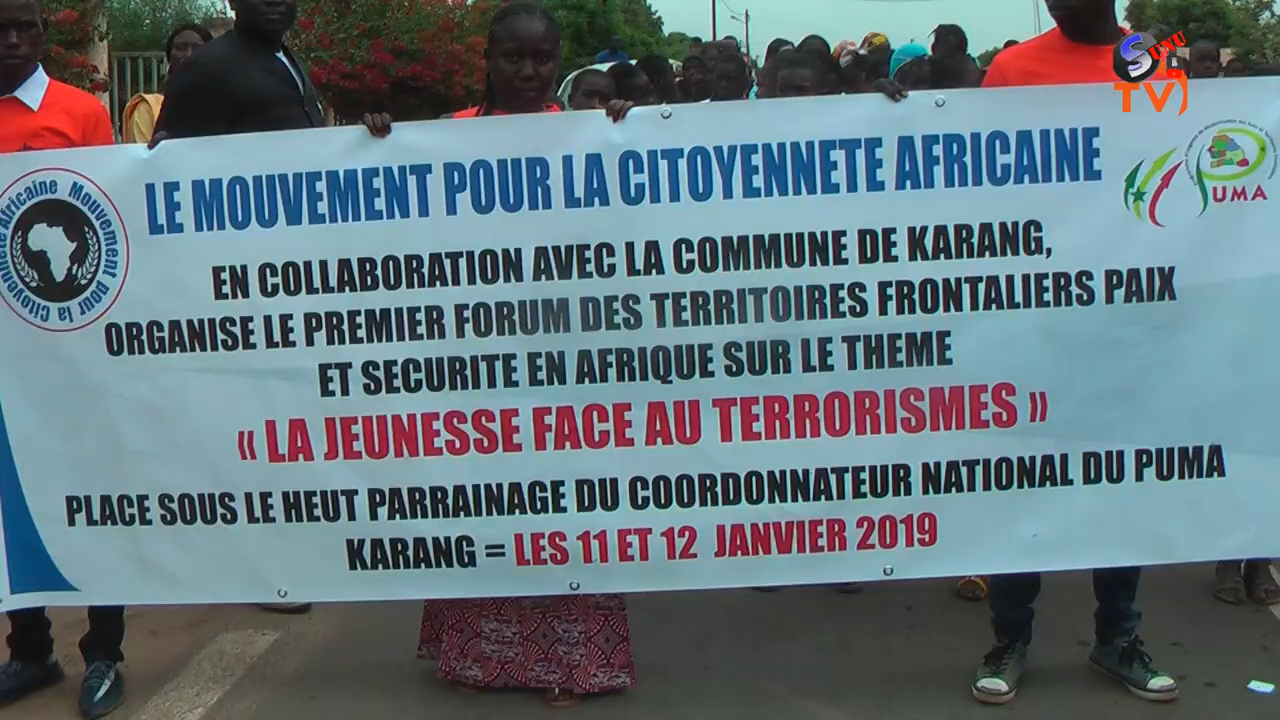 SUNU
TV
LE MOUVEMENT POUR LA CITOYENNETE AFRICAINE
PUMA
Mouvement pour la Citoyenneté Africaine
EN COLLABORATION AVEC LA COMMUNE DE KARANG,
ORGANISE LE PREMIER FORUM DES TERRITOIRES FRONTALIERS PAIX
ET SECURITE EN AFRIQUE SUR LE THEME
« LA JEUNESSE FACE AU TERRORISMES »
PLACE SOUS LE HEUT PARRAINAGE DU COORDONNATEUR NATIONAL DU PUMA
KARANG = LES 11 ET 12 JANVIER 2019